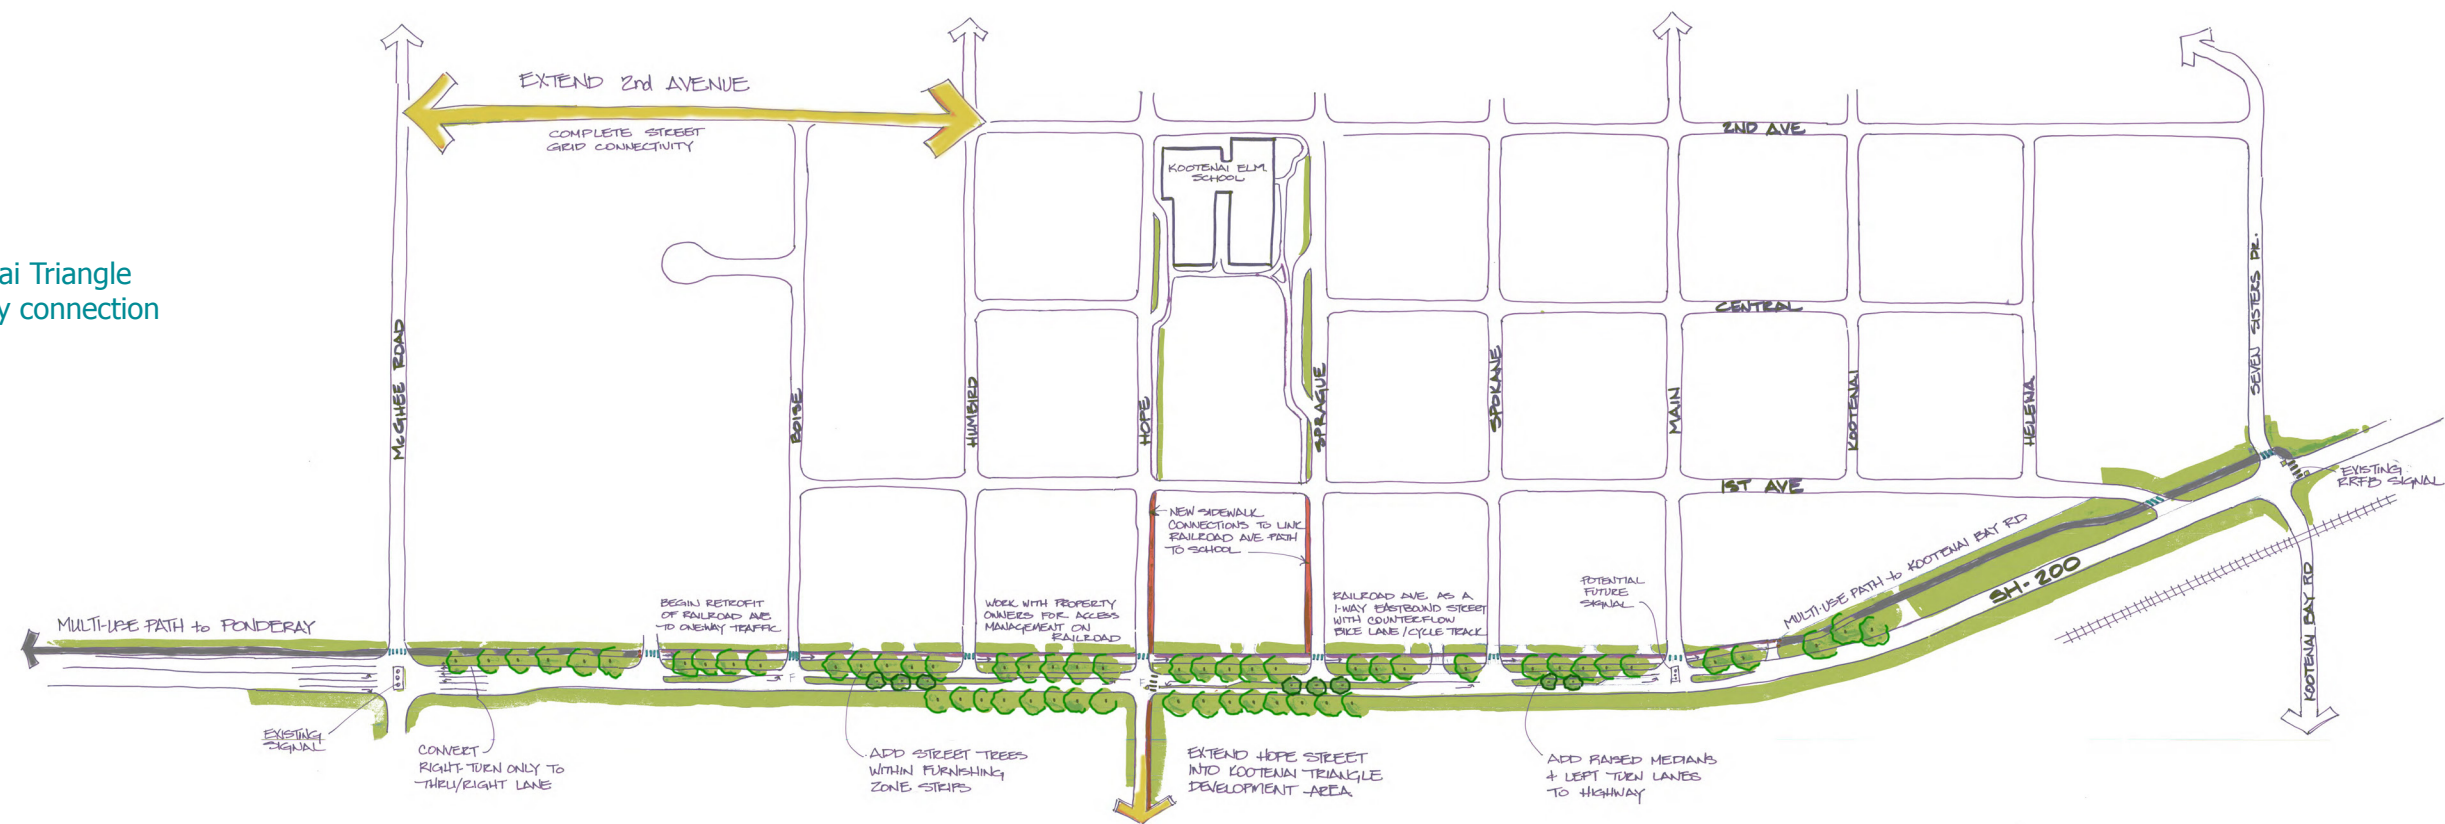 EXTEND 2nd AVENUE
COMPLETE STREET
GRID CONNECTIVITY
2ND AVE
KOOTENAI ELM.
SCHOOL
ai Triangle
y connection
CENTRAL
McGHEE ROAD
BOISE
HUMBIRD
HOPE
SPRAGUE
SPOKANE
MAIN
KOOTENAI
HELENA
SEVEN SISTERS DR.
1ST AVE
EXISTING
RRFB SIGNAL
NEW SIDEWALK
CONNECTIONS TO LINK
RAILROAD AVE PATH
TO SCHOOL
MULTI-USE PATH to KOOTENAI BAY RD
SH-200
KOOTENAI BAY RD
POTENTIAL
FUTURE
SIGNAL
RAILROAD AVE AS A
1-WAY EASTBOUND STREET
WITH COUNTERFLOW
BIKE LANE/CYCLE TRACK
WORK WITH PROPERTY
OWNERS FOR ACCESS
MANAGEMENT ON
RAILROAD
BEGIN RETROFIT
OF RAILROAD AVE
TO ONE-WAY TRAFFIC
MULTI-USE PATH to PONDERAY
EXISTING
SIGNAL
CONVERT
RIGHT-TURN ONLY TO
THRU/RIGHT LANE
ADD STREET TREES
WITHIN FURNISHING
ZONE STRIPS
EXTEND HOPE STREET
INTO KOOTENAI TRIANGLE
DEVELOPMENT AREA
ADD RAISED MEDIANS
+ LEFT TURN LANES
TO HIGHWAY